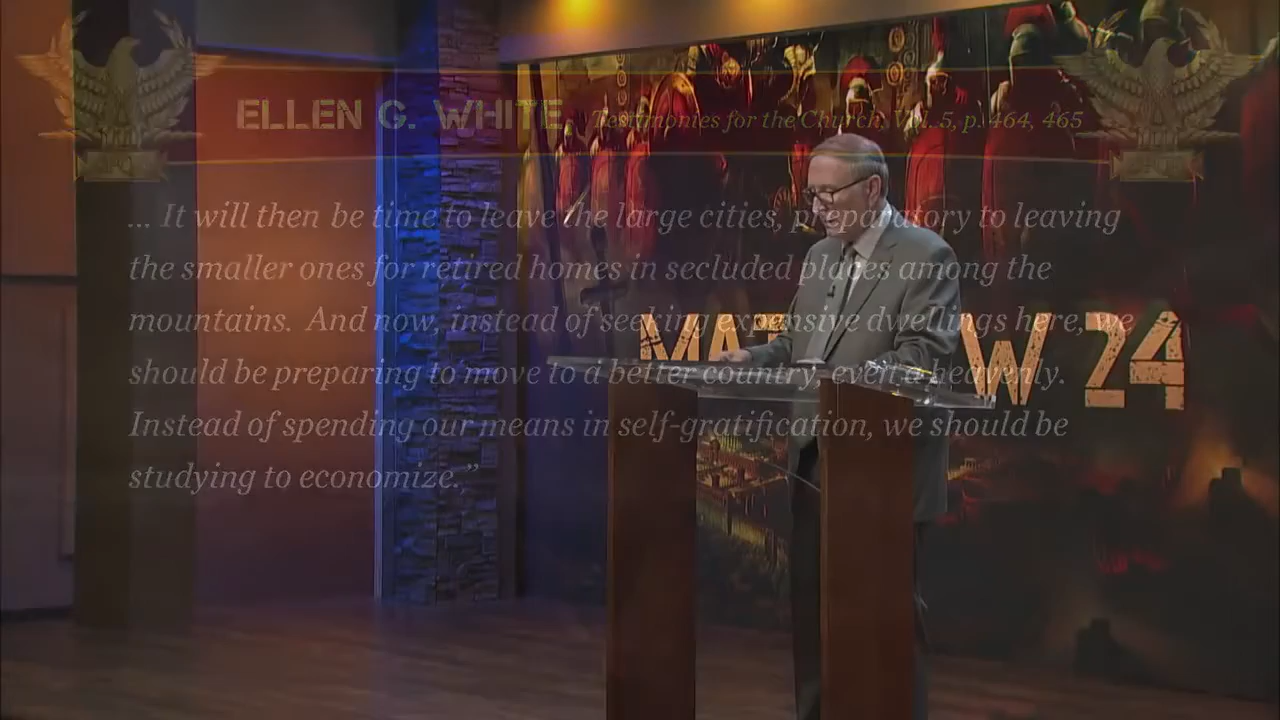 ELLEN G. WHITE, Testimonies for the Church, Vol. 5, p. 464, 465
... It will then be time to leave the large cities, preparatory to leaving
the smaller ones for retired homes in secluded places among the
mountains. And now, instead of seeking expensive dwellings here, we
should be preparing to move to a better country, even a heavenly.
Instead of spending our means in self-gratification, we should be
studying to economize.”
MAT W 24